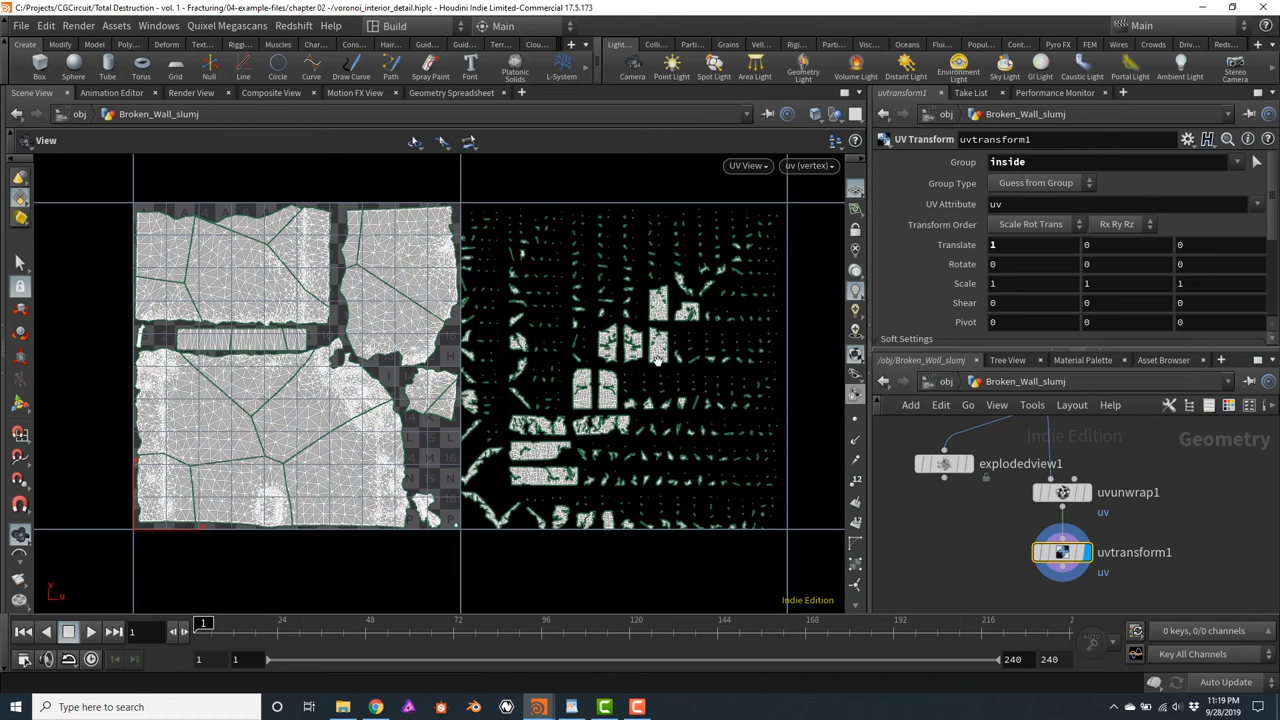 C:/Projects/CGCircuit/Total Destruction - vol. 1 - Fracturing/04-example-files/chapter 02 -/voronoi_interior_detail.hiplc - Houdini Indie Limited-Commercial 17.5.173
File Edit Render Assets Windows Quixel Megascans Redshift Help Build Main Main
Create Modify Model Poly... Deform Text... Rigg... Muscles Char... Cons... Hair... Guid... Guid... Terr... Clou... Light... Colli... Parti... Grains Vell... Rigi... Parti... Visc... Oceans Flui... Popul... Cont... Pyro FX FEM Wires Crowds Driv... Reds...
Box Sphere Tube Torus Grid Null Line Circle Curve Draw Curve Path Spray Paint Font Platonic Solids L-System Camera Point Light Spot Light Area Light Geometry Light Volume Light Distant Light Environment Light Sky Light GI Light Caustic Light Portal Light Ambient Light Stereo Camera
Scene View Animation Editor Render View Composite View Motion FX View Geometry Spreadsheet uvtransform1 Take List Performance Monitor
obj Broken_Wall_slumj obj Broken_Wall_slumj
View UV Transform uvtransform1
UV View uv (vertex)
Group inside
Group Type Guess from Group
UV Attribute uv
Transform Order Scale Rot Trans Rx Ry Rz
Translate 1 0 0
Rotate 0 0 0
Scale 1 1 1
Shear 0 0 0
Pivot 0 0 0
Soft Settings
/obj/Broken_Wall_slumj Tree View Material Palette Asset Browser
obj Broken_Wall_slumj
Add Edit Go View Tools Layout Help
Indie Edition Geometry
explodedview1
uvunwrap1
uv
uvtransform1
uv
Indie Edition
1 24 48 72 96 120 144 168 192 216 2
1 0 keys, 0/0 channels
1 1 240 240 Key All Channels
Auto Update
Type here to search
11:19 PM
9/28/2019